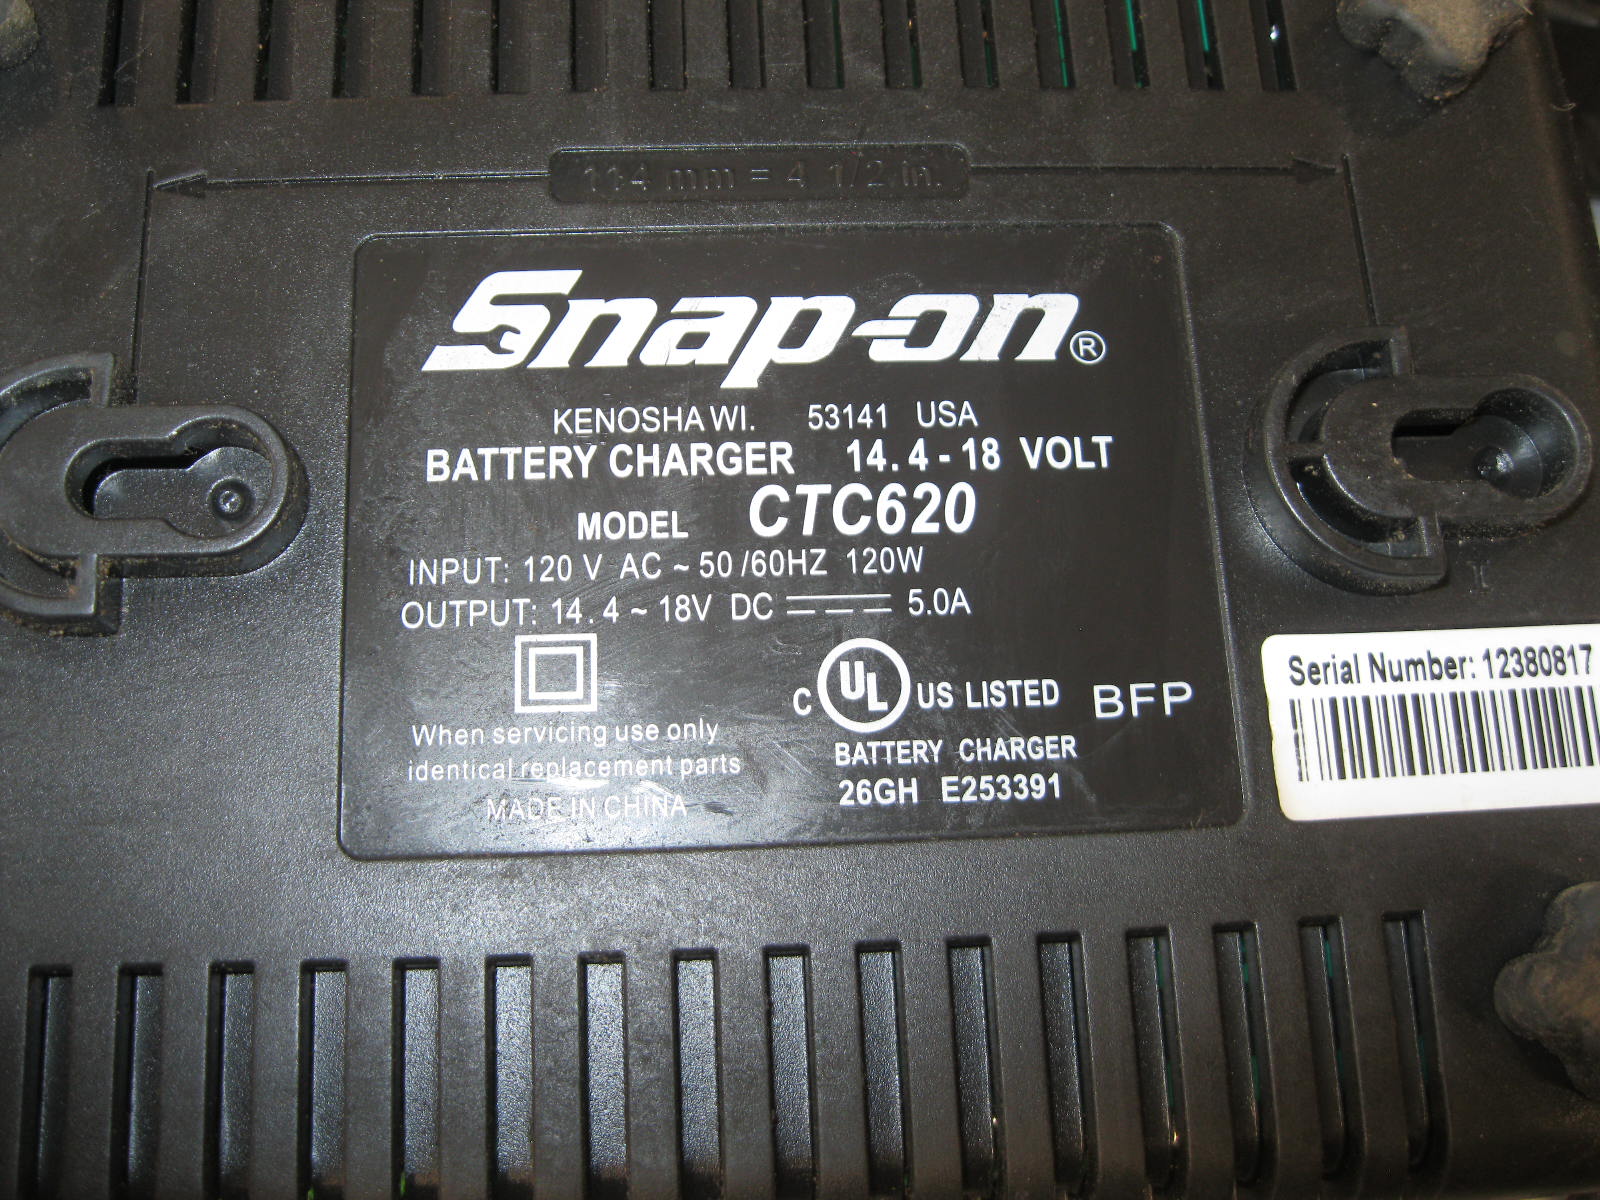 114 mm = 4 1/2 in.
Snap-on®
KENOSHA WI. 53141 USA
BATTERY CHARGER 14.4-18 VOLT
MODEL CTC620
INPUT: 120 V AC ~ 50/60HZ 120W
OUTPUT: 14.4 ~ 18V DC 5.0A
When servicing use only
identical replacement parts
MADE IN CHINA
C UL US LISTED BFP
BATTERY CHARGER
26GH E253391
Serial Number: 12380817